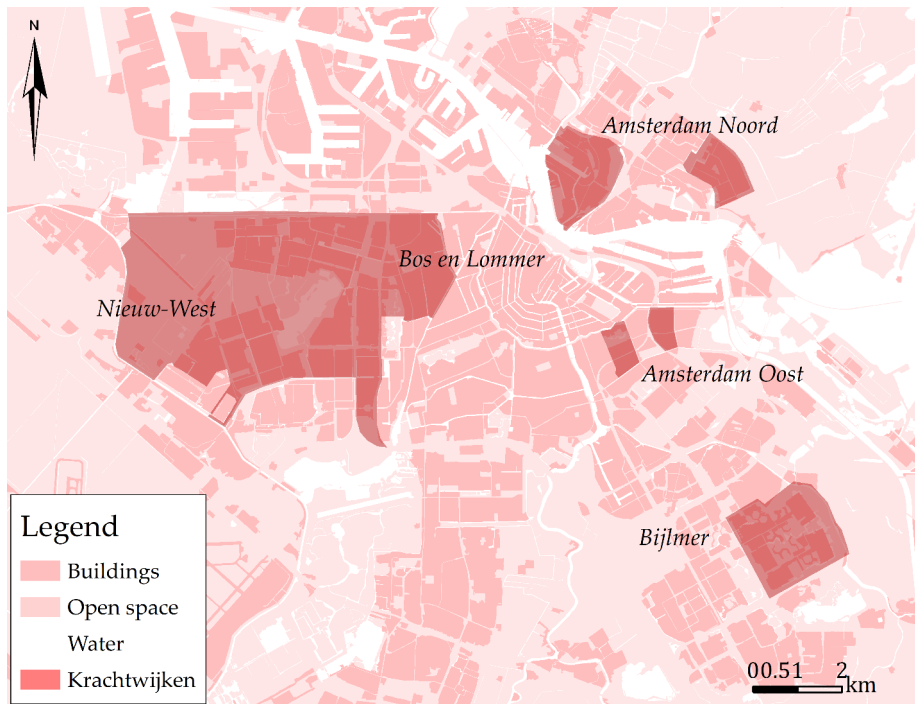 N
Amsterdam Noord
Bos en Lommer
Nieuw-West
Amsterdam Oost
Bijlmer
Legend
Buildings
Open space
Water
Krachtwijken
00.51 2
km